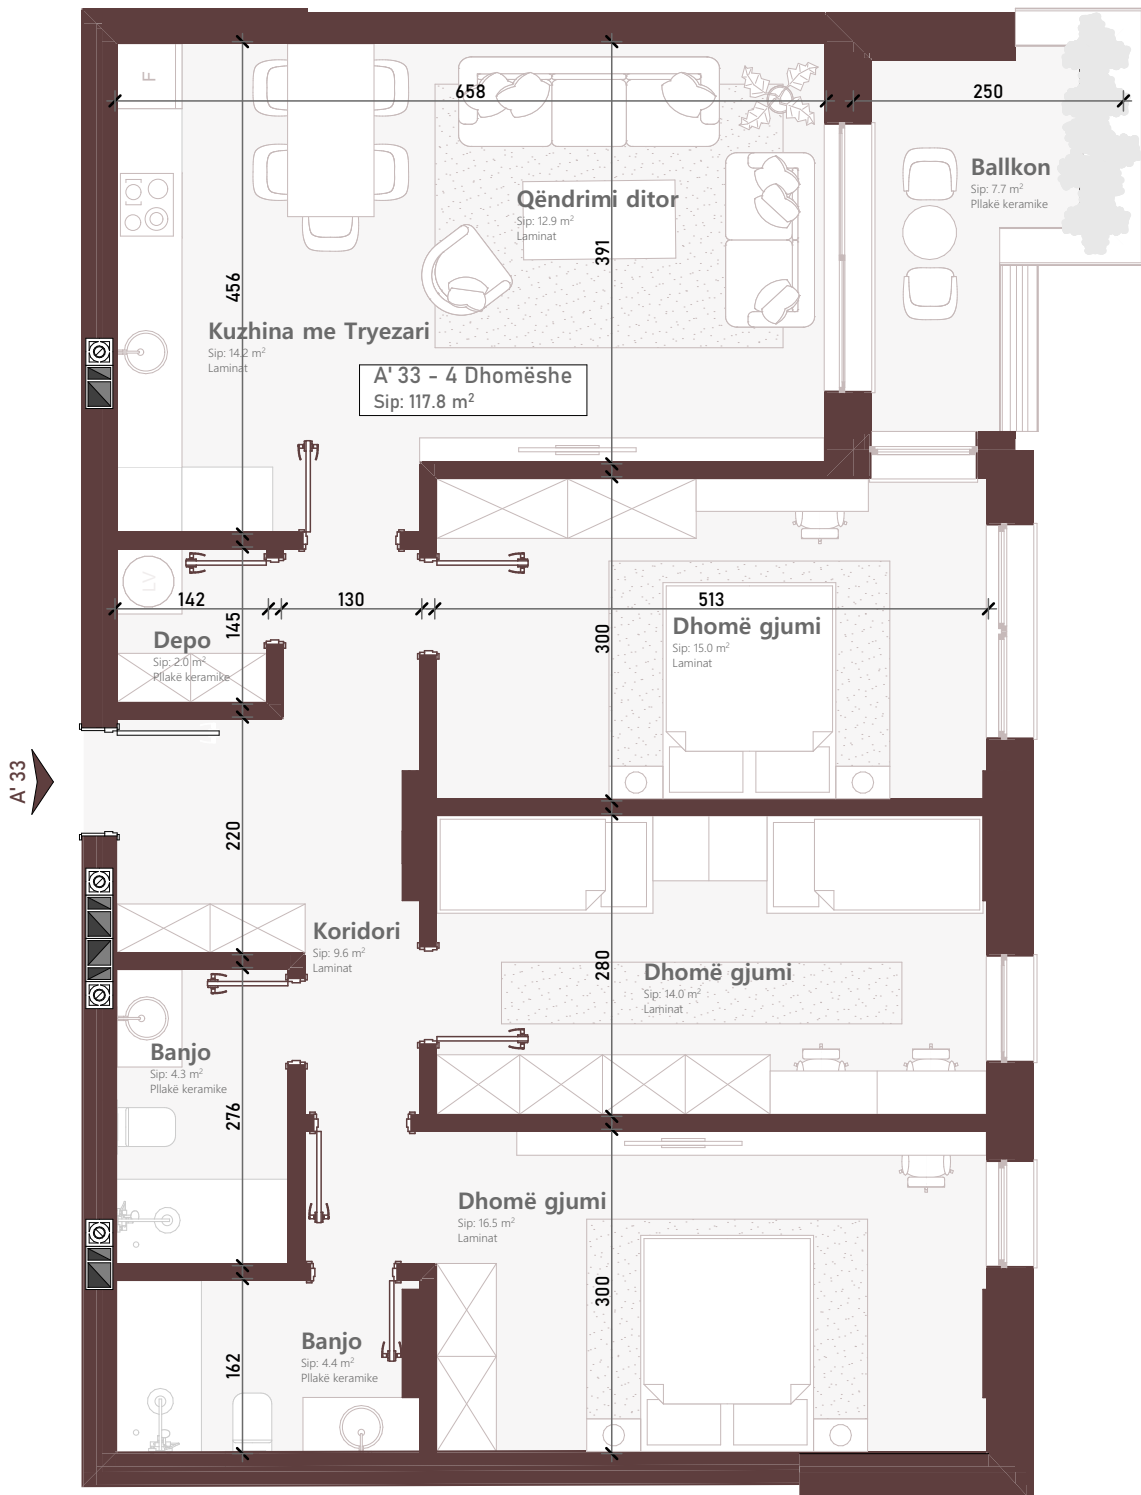 F
658
250
Ballkon
Sip: 7.7 m²
Pllakë keramike
Qëndrimi ditor
Sip: 12.9 m²
Laminat
391
456
Kuzhina me Tryezari
Sip: 14.2 m²
Laminat
A' 33 - 4 Dhomëshe
Sip: 117.8 m²
LV
142
130
513
145
300
Depo
Sip: 2.0 m²
Pllakë keramike
Dhomë gjumi
Sip: 15.0 m²
Laminat
A' 33
220
Koridori
Sip: 9.6 m²
Laminat
280
Dhomë gjumi
Sip: 14.0 m²
Laminat
Banjo
Sip: 4.3 m²
Pllakë keramike
276
Dhomë gjumi
Sip: 16.5 m²
Laminat
300
Banjo
Sip: 4.4 m²
Pllakë keramike
162